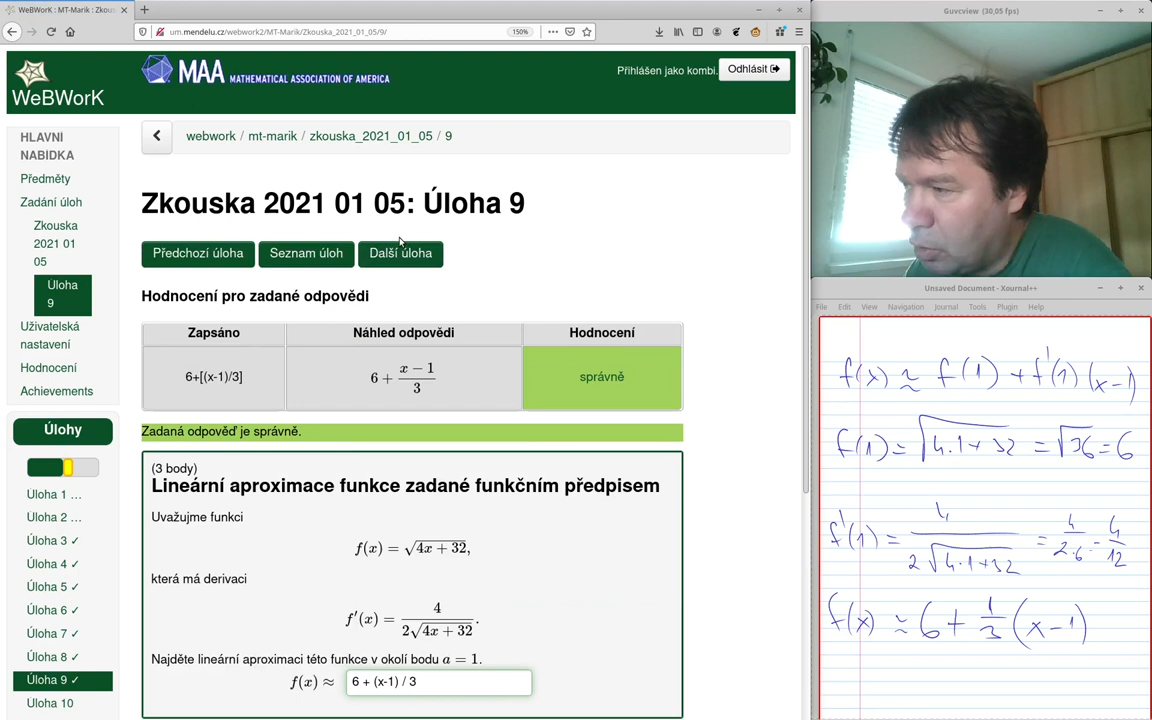 WeBWorK : MT-Marik : Zkous
Guvcview (30,05 fps)
um.mendelu.cz/webwork2/MT-Marik/Zkouska_2021_01_05/9/
150%
WeBWorK
MAA MATHEMATICAL ASSOCIATION OF AMERICA
Přihlášen jako kombi.
Odhlásit
HLAVNI
NABIDKA
Předměty
Zadání úloh
Zkouska
2021 01
05
Úloha
9
Uživatelská
nastavení
Hodnocení
Achievements
Úlohy
Úloha 1 ...
Úloha 2 ...
Úloha 3 ✓
Úloha 4 ✓
Úloha 5 ✓
Úloha 6 ✓
Úloha 7 ✓
Úloha 8 ✓
Úloha 9 ✓
Úloha 10
webwork / mt-marik / zkouska_2021_01_05 / 9
Zkouska 2021 01 05: Úloha 9
Předchozí úloha Seznam úloh Další úloha
Hodnocení pro zadané odpovědi
Zapsáno Náhled odpovědi Hodnocení
6+[(x-1)/3] 6 + (x − 1)/3 správně
Zadaná odpověď je správně.
(3 body)
Lineární aproximace funkce zadané funkčním předpisem
Uvažujme funkci
f(x) = √(4x + 32),
která má derivaci
f′(x) = 4/(2√(4x + 32)).
Najděte lineární aproximaci této funkce v okolí bodu a = 1.
f(x) ≈ 6 + (x-1) / 3
Unsaved Document - Xournal++
File Edit View Navigation Journal Tools Plugin Help
f(x) ≈ f(1) + f'(1)(x-1)
f(1) = √(4·1+32) = √36 = 6
f'(1) = 4/(2√(4·1+32)) = 4/(2·6) = 4/12
f(x) ≈ 6 + 1/3 (x-1)